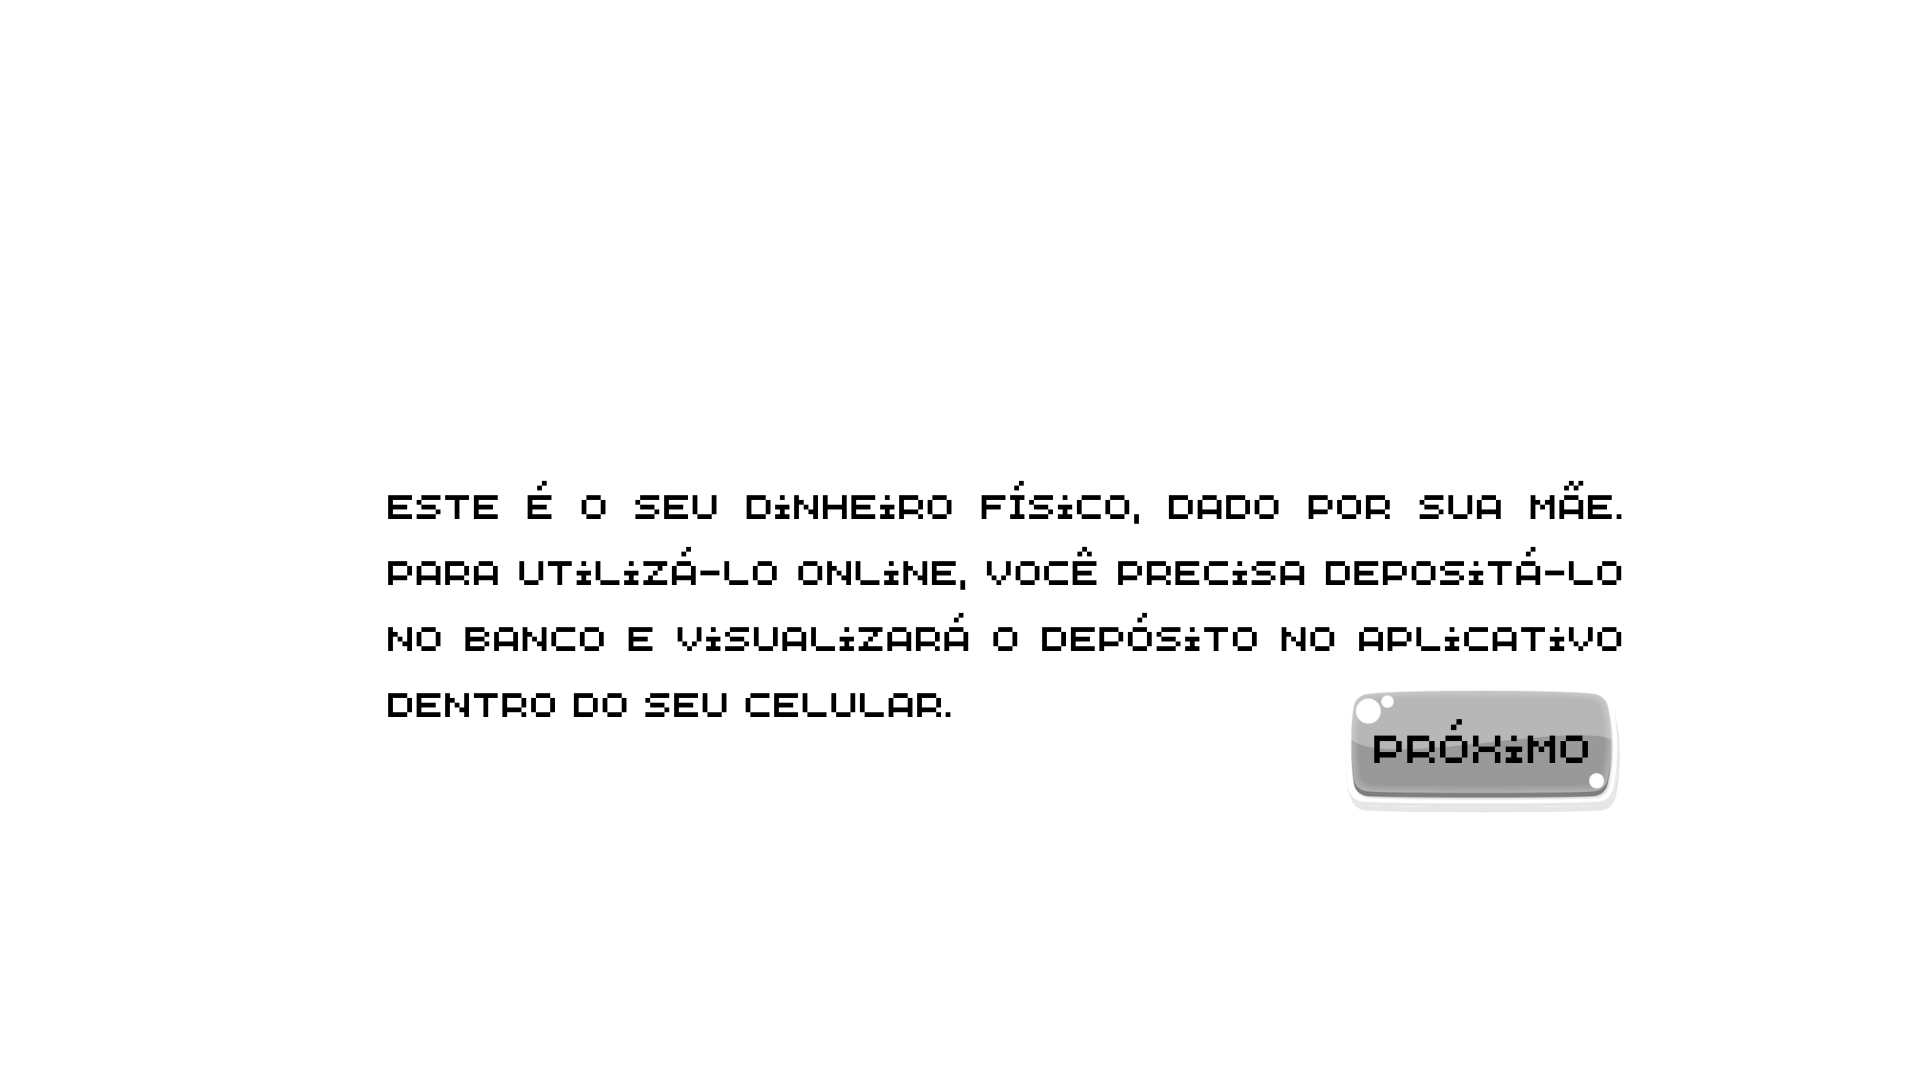 ESTE É O SEU DiNHEiRO FÍSiCO, DADO POR SUA MÃE.
PARA UTiLiZÁ-LO ONLiNE, VOCÊ PRECiSA DEPOSiTÁ-LO
NO BANCO E ViSUALiZARÁ O DEPÓSiTO NO APLiCATiVO
DENTRO DO SEU CELULAR.
PRÓXiMO